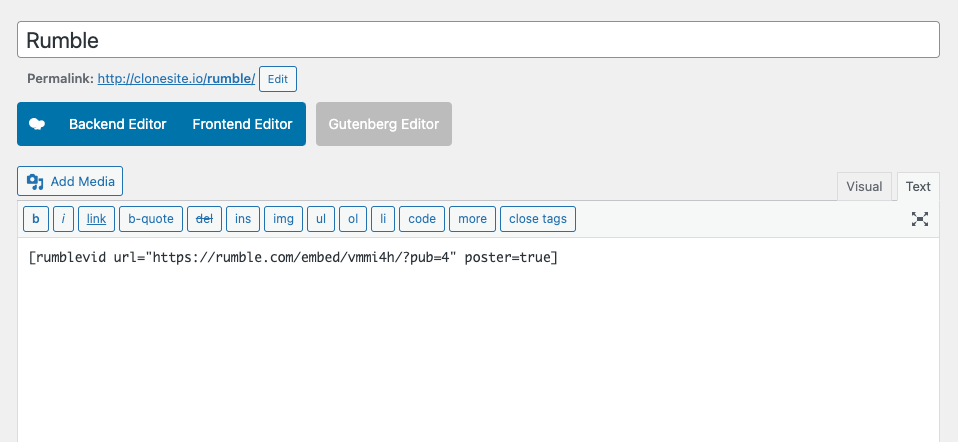 Rumble
Permalink: http://clonesite.io/rumble/ Edit
Backend Editor Frontend Editor Gutenberg Editor
Add Media Visual Text
b i link b-quote del ins img ul ol li code more close tags
[rumblevid url="https://rumble.com/embed/vmmi4h/?pub=4" poster=true]